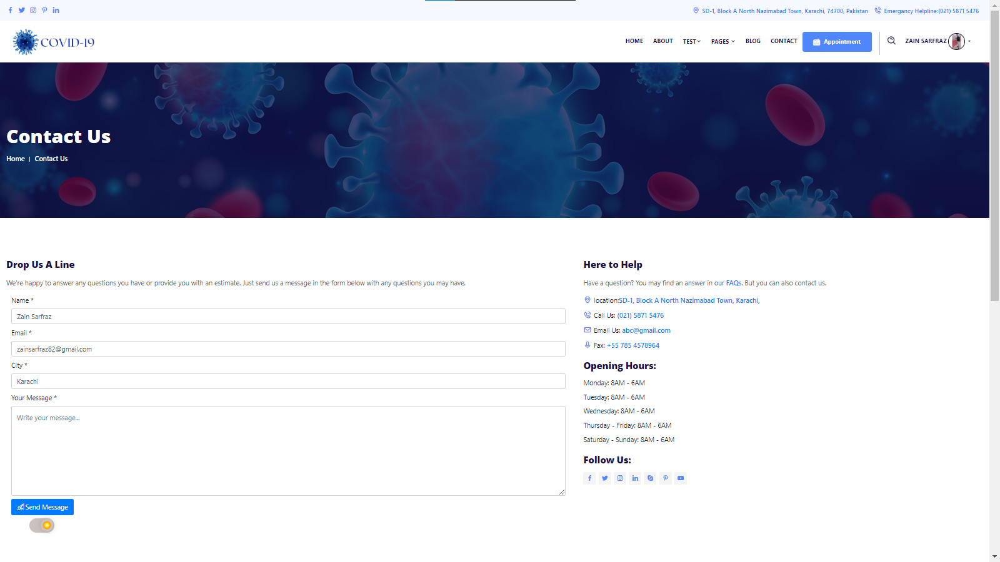 SD-1, Block A North Nazimabad Town, Karachi, 74700, Pakistan Emergancy Helpline:(021) 5871 5476
COVID-19
HOME ABOUT TEST PAGES BLOG CONTACT Appointment ZAIN SARFRAZ
Contact Us
Home | Contact Us
Drop Us A Line
We're happy to answer any questions you have or provide you with an estimate. Just send us a message in the form below with any questions you may have.
Name *
Zain Sarfraz
Email *
zainsarfraz82@gmail.com
City *
Karachi
Your Message *
Write your message...
Send Message
Here to Help
Have a question? You may find an answer in our FAQs. But you can also contact us.
location:SD-1, Block A North Nazimabad Town, Karachi,
Call Us: (021) 5871 5476
Email Us: abc@gmail.com
Fax: +55 785 4578964
Opening Hours:
Monday: 8AM - 6AM
Tuesday: 8AM - 6AM
Wednesday: 8AM - 6AM
Thursday - Friday: 8AM - 6AM
Saturday - Sunday: 8AM - 6AM
Follow Us: